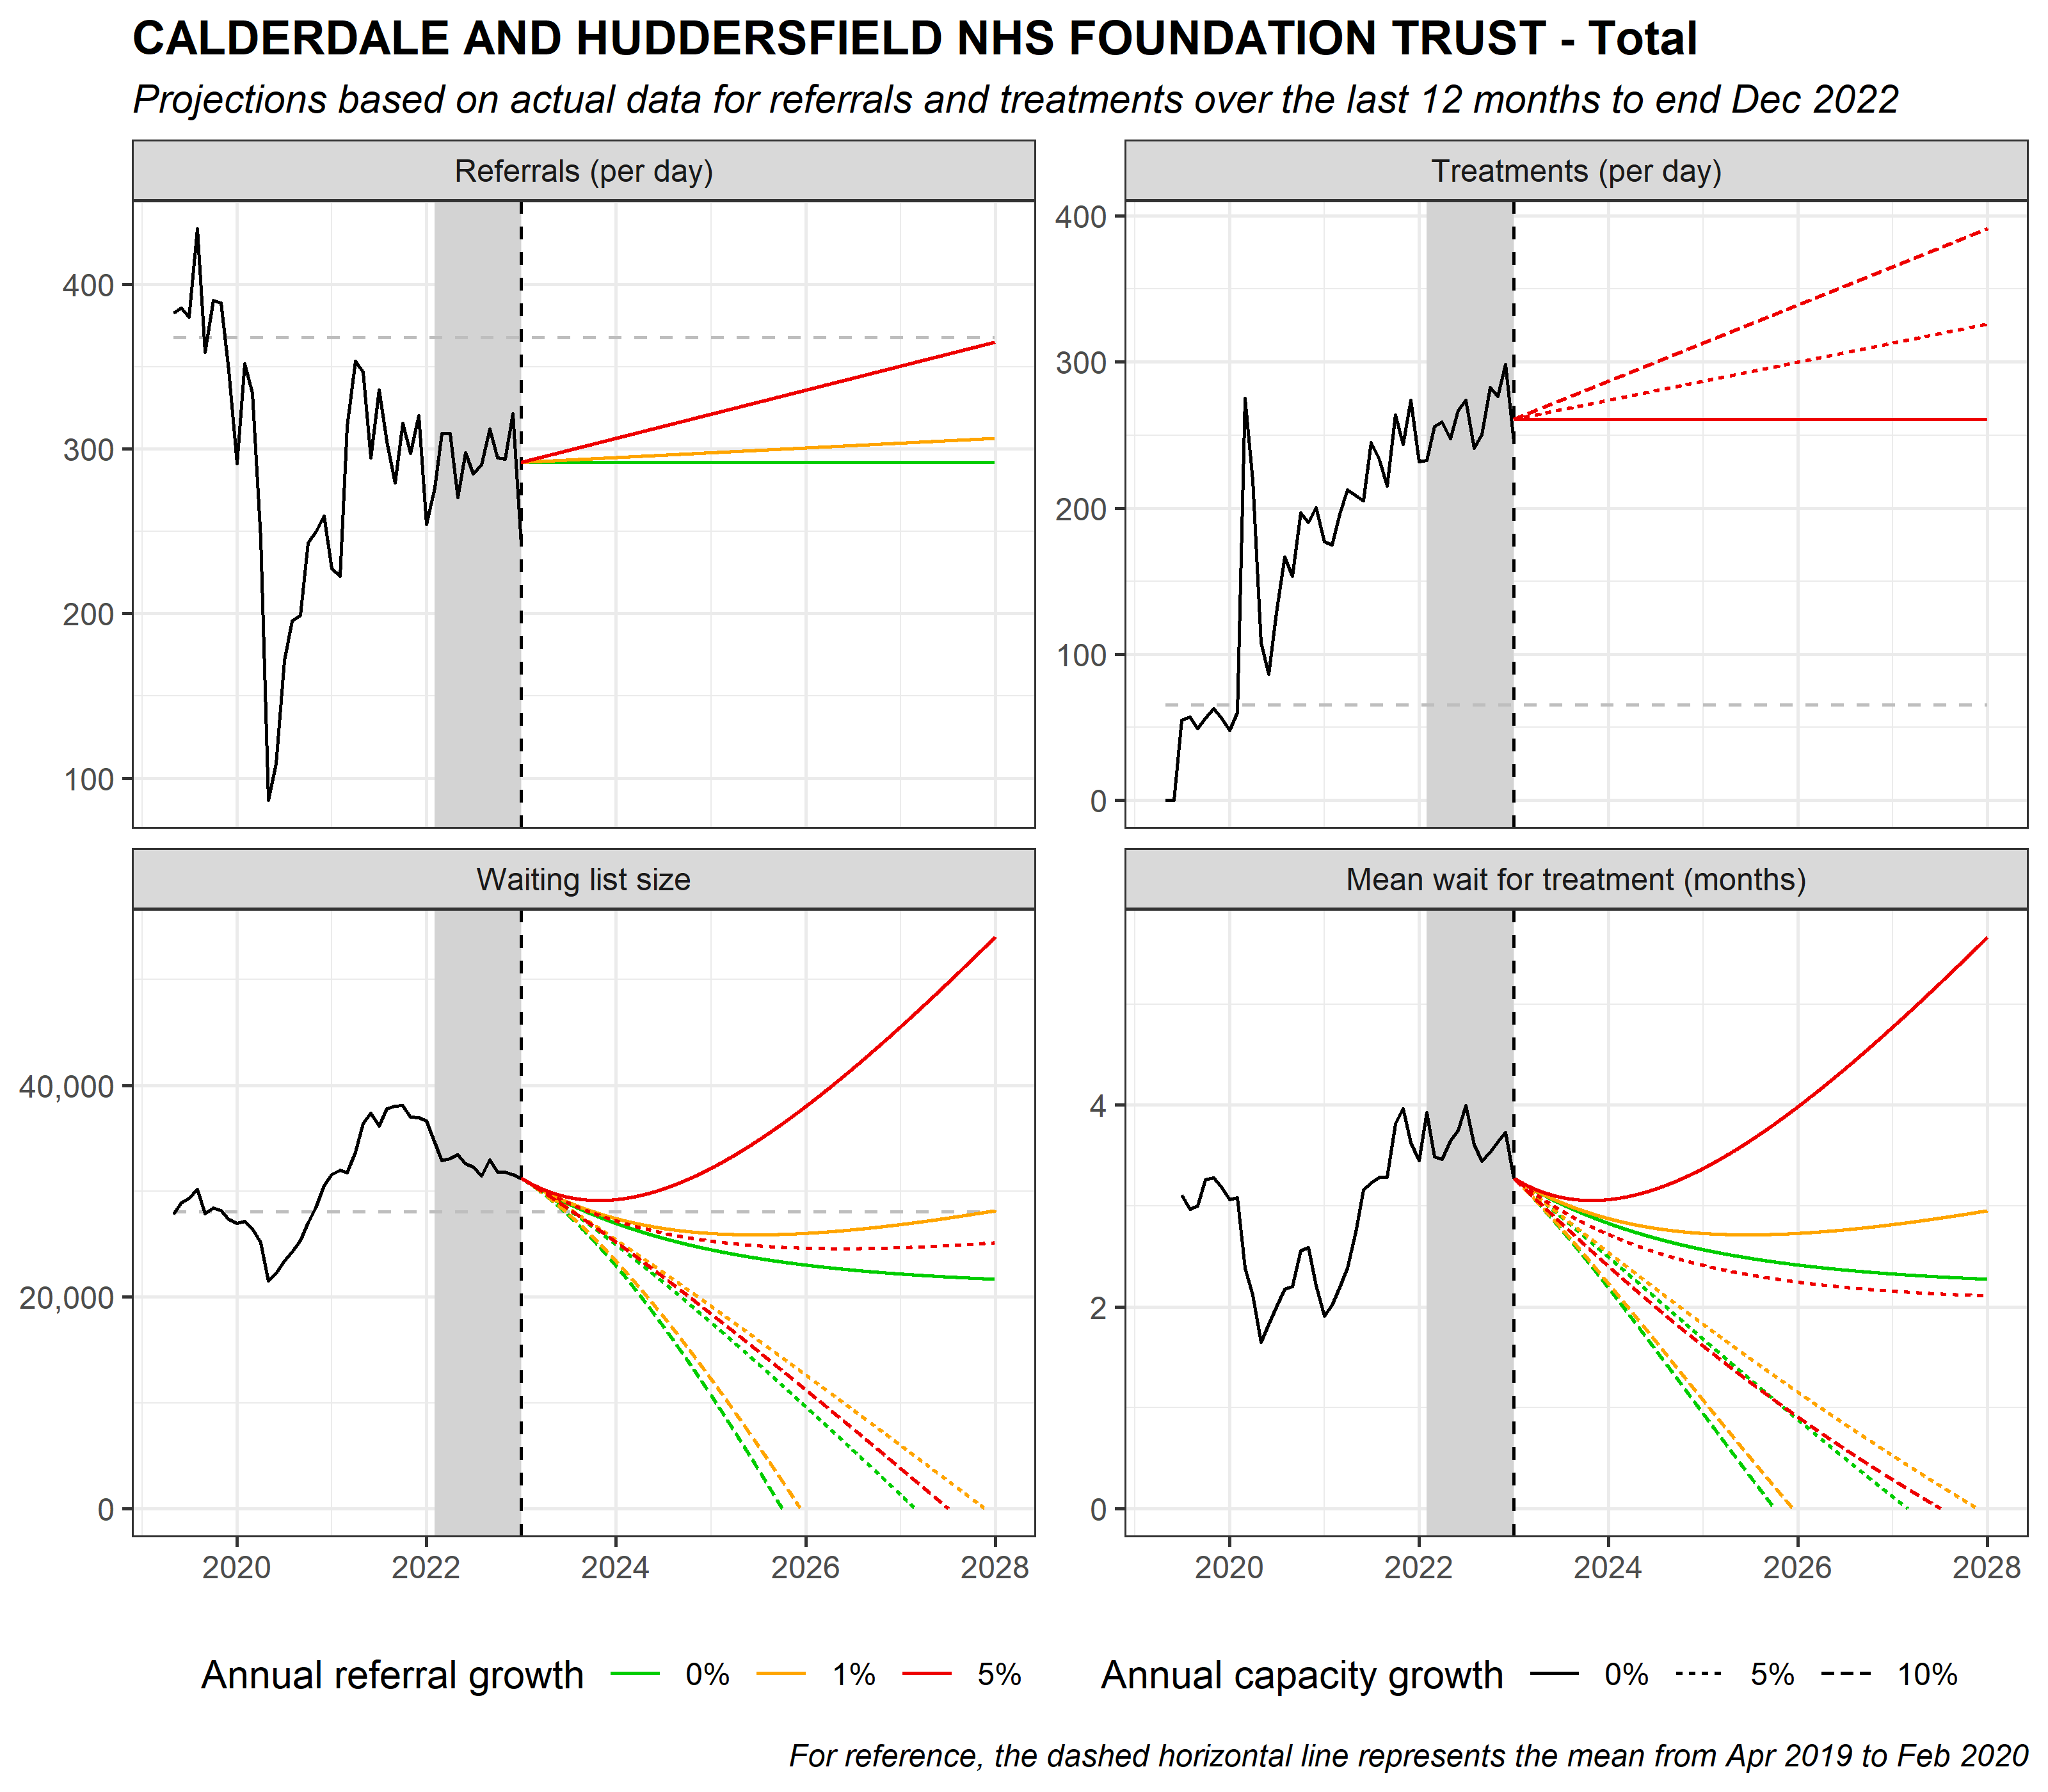 CALDERDALE AND HUDDERSFIELD NHS FOUNDATION TRUST - Total
Projections based on actual data for referrals and treatments over the last 12 months to end Dec 2022
Referrals (per day)
400
300
200
100
Treatments (per day)
400
300
200
100
0
Waiting list size
40,000
20,000
0
2020 2022 2024 2026 2028
Mean wait for treatment (months)
4
2
0
2020 2022 2024 2026 2028
Annual referral growth 0% 1% 5%
Annual capacity growth 0% 5% 10%
For reference, the dashed horizontal line represents the mean from Apr 2019 to Feb 2020